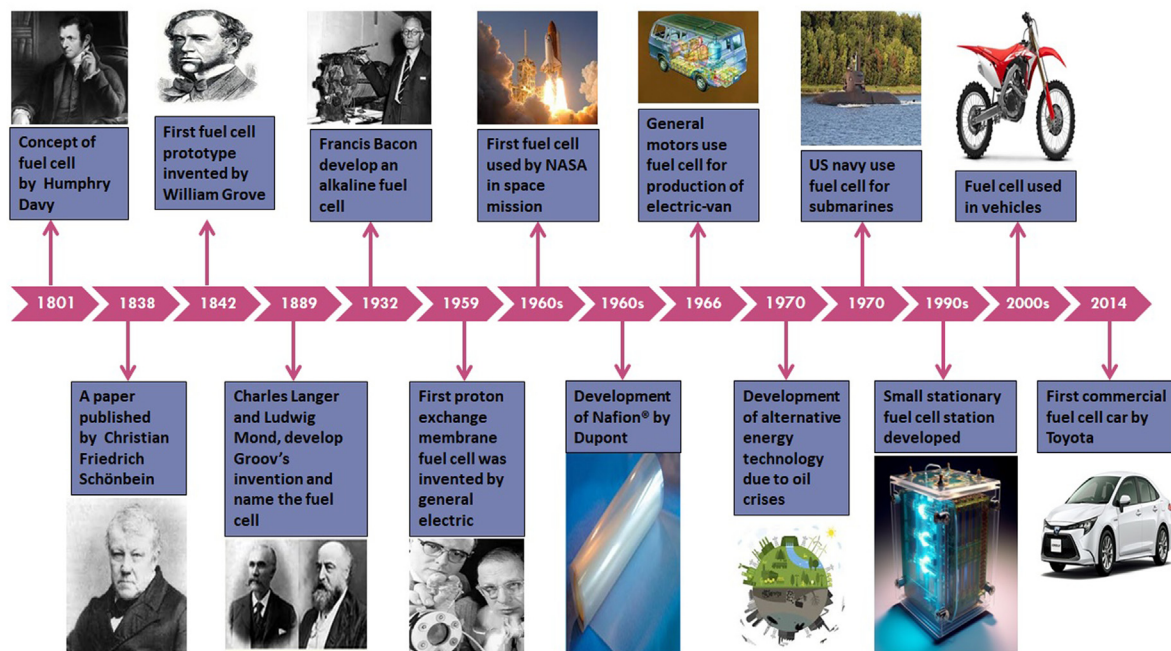 Concept of
fuel cell
by Humphry
Davy
First fuel cell
prototype
invented by
William Grove
Francis Bacon
develop an
alkaline fuel
cell
First fuel cell
used by NASA
in space
mission
General
motors use
fuel cell for
production of
electric-van
US navy use
fuel cell for
submarines
Fuel cell used
in vehicles
1801
1838
1842
1889
1932
1959
1960s
1960s
1966
1970
1970
1990s
2000s
2014
A paper
published
by Christian
Friedrich
Schönbein
Charles Langer
and Ludwig
Mond, develop
Groov's
invention and
name the fuel
cell
First proton
exchange
membrane
fuel cell was
invented by
general
electric
Development
of Nafion® by
Dupont
Development
of alternative
energy
technology
due to oil
crises
Small stationary
fuel cell station
developed
First commercial
fuel cell car by
Toyota